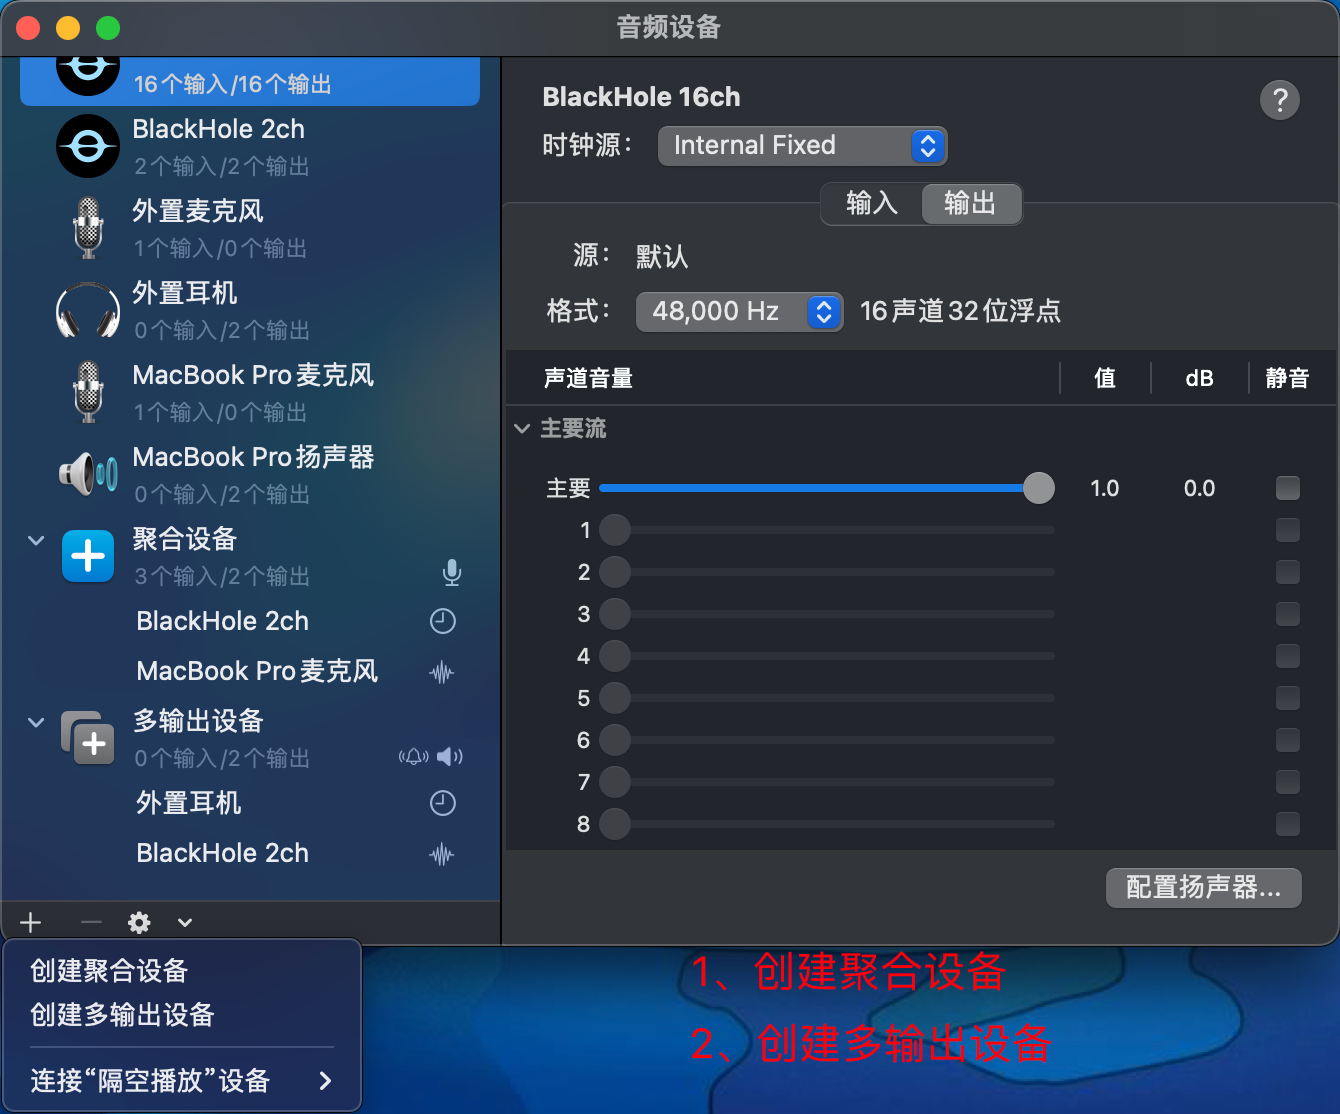 音频设备
16个输入/16个输出
BlackHole 2ch
2个输入/2个输出
外置麦克风
1个输入/0个输出
外置耳机
0个输入/2个输出
MacBook Pro麦克风
1个输入/0个输出
MacBook Pro扬声器
0个输入/2个输出
聚合设备
3个输入/2个输出
BlackHole 2ch
MacBook Pro麦克风
多输出设备
0个输入/2个输出
外置耳机
BlackHole 2ch
创建聚合设备
创建多输出设备
连接“隔空播放”设备
BlackHole 16ch
?
时钟源： Internal Fixed
输入 输出
源： 默认
格式： 48,000 Hz 16声道32位浮点
声道音量 值 dB 静音
主要流
主要 1.0 0.0
1
2
3
4
5
6
7
8
配置扬声器...
1、创建聚合设备
2、创建多输出设备